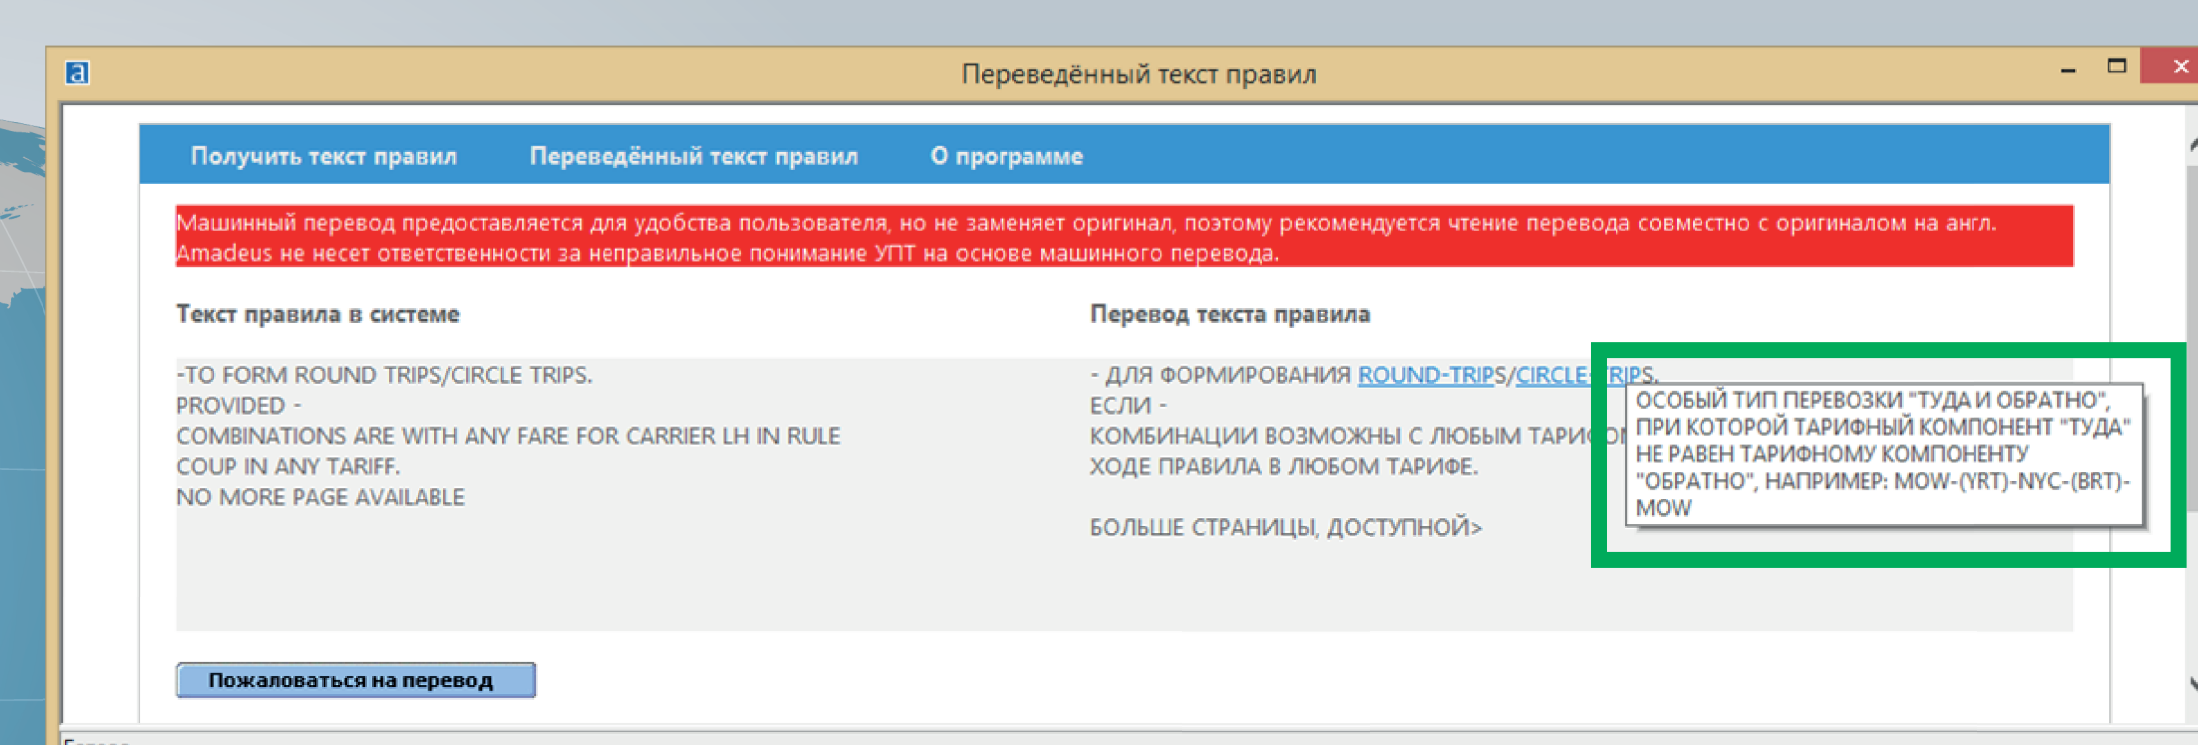 a
Переведённый текст правил
Получить текст правил Переведённый текст правил О программе
Машинный перевод предоставляется для удобства пользователя, но не заменяет оригинал, поэтому рекомендуется чтение перевода совместно с оригиналом на англ.
Amadeus не несет ответственности за неправильное понимание УПТ на основе машинного перевода.
Текст правила в системе
-TO FORM ROUND TRIPS/CIRCLE TRIPS.
PROVIDED -
COMBINATIONS ARE WITH ANY FARE FOR CARRIER LH IN RULE
COUP IN ANY TARIFF.
NO MORE PAGE AVAILABLE
Перевод текста правила
- ДЛЯ ФОРМИРОВАНИЯ ROUND-TRIPS/CIRCLE-TRIPS.
ЕСЛИ -
КОМБИНАЦИИ ВОЗМОЖНЫ С ЛЮБЫМ
ХОДЕ ПРАВИЛА В ЛЮБОМ ТАРИФЕ.
БОЛЬШЕ СТРАНИЦЫ, ДОСТУПНОЙ>
ОСОБЫЙ ТИП ПЕРЕВОЗКИ "ТУДА И ОБРАТНО",
ПРИ КОТОРОЙ ТАРИФНЫЙ КОМПОНЕНТ "ТУДА"
НЕ РАВЕН ТАРИФНОМУ КОМПОНЕНТУ
"ОБРАТНО", НАПРИМЕР: MOW-(YRT)-NYC-(BRT)-
MOW
Пожаловаться на перевод